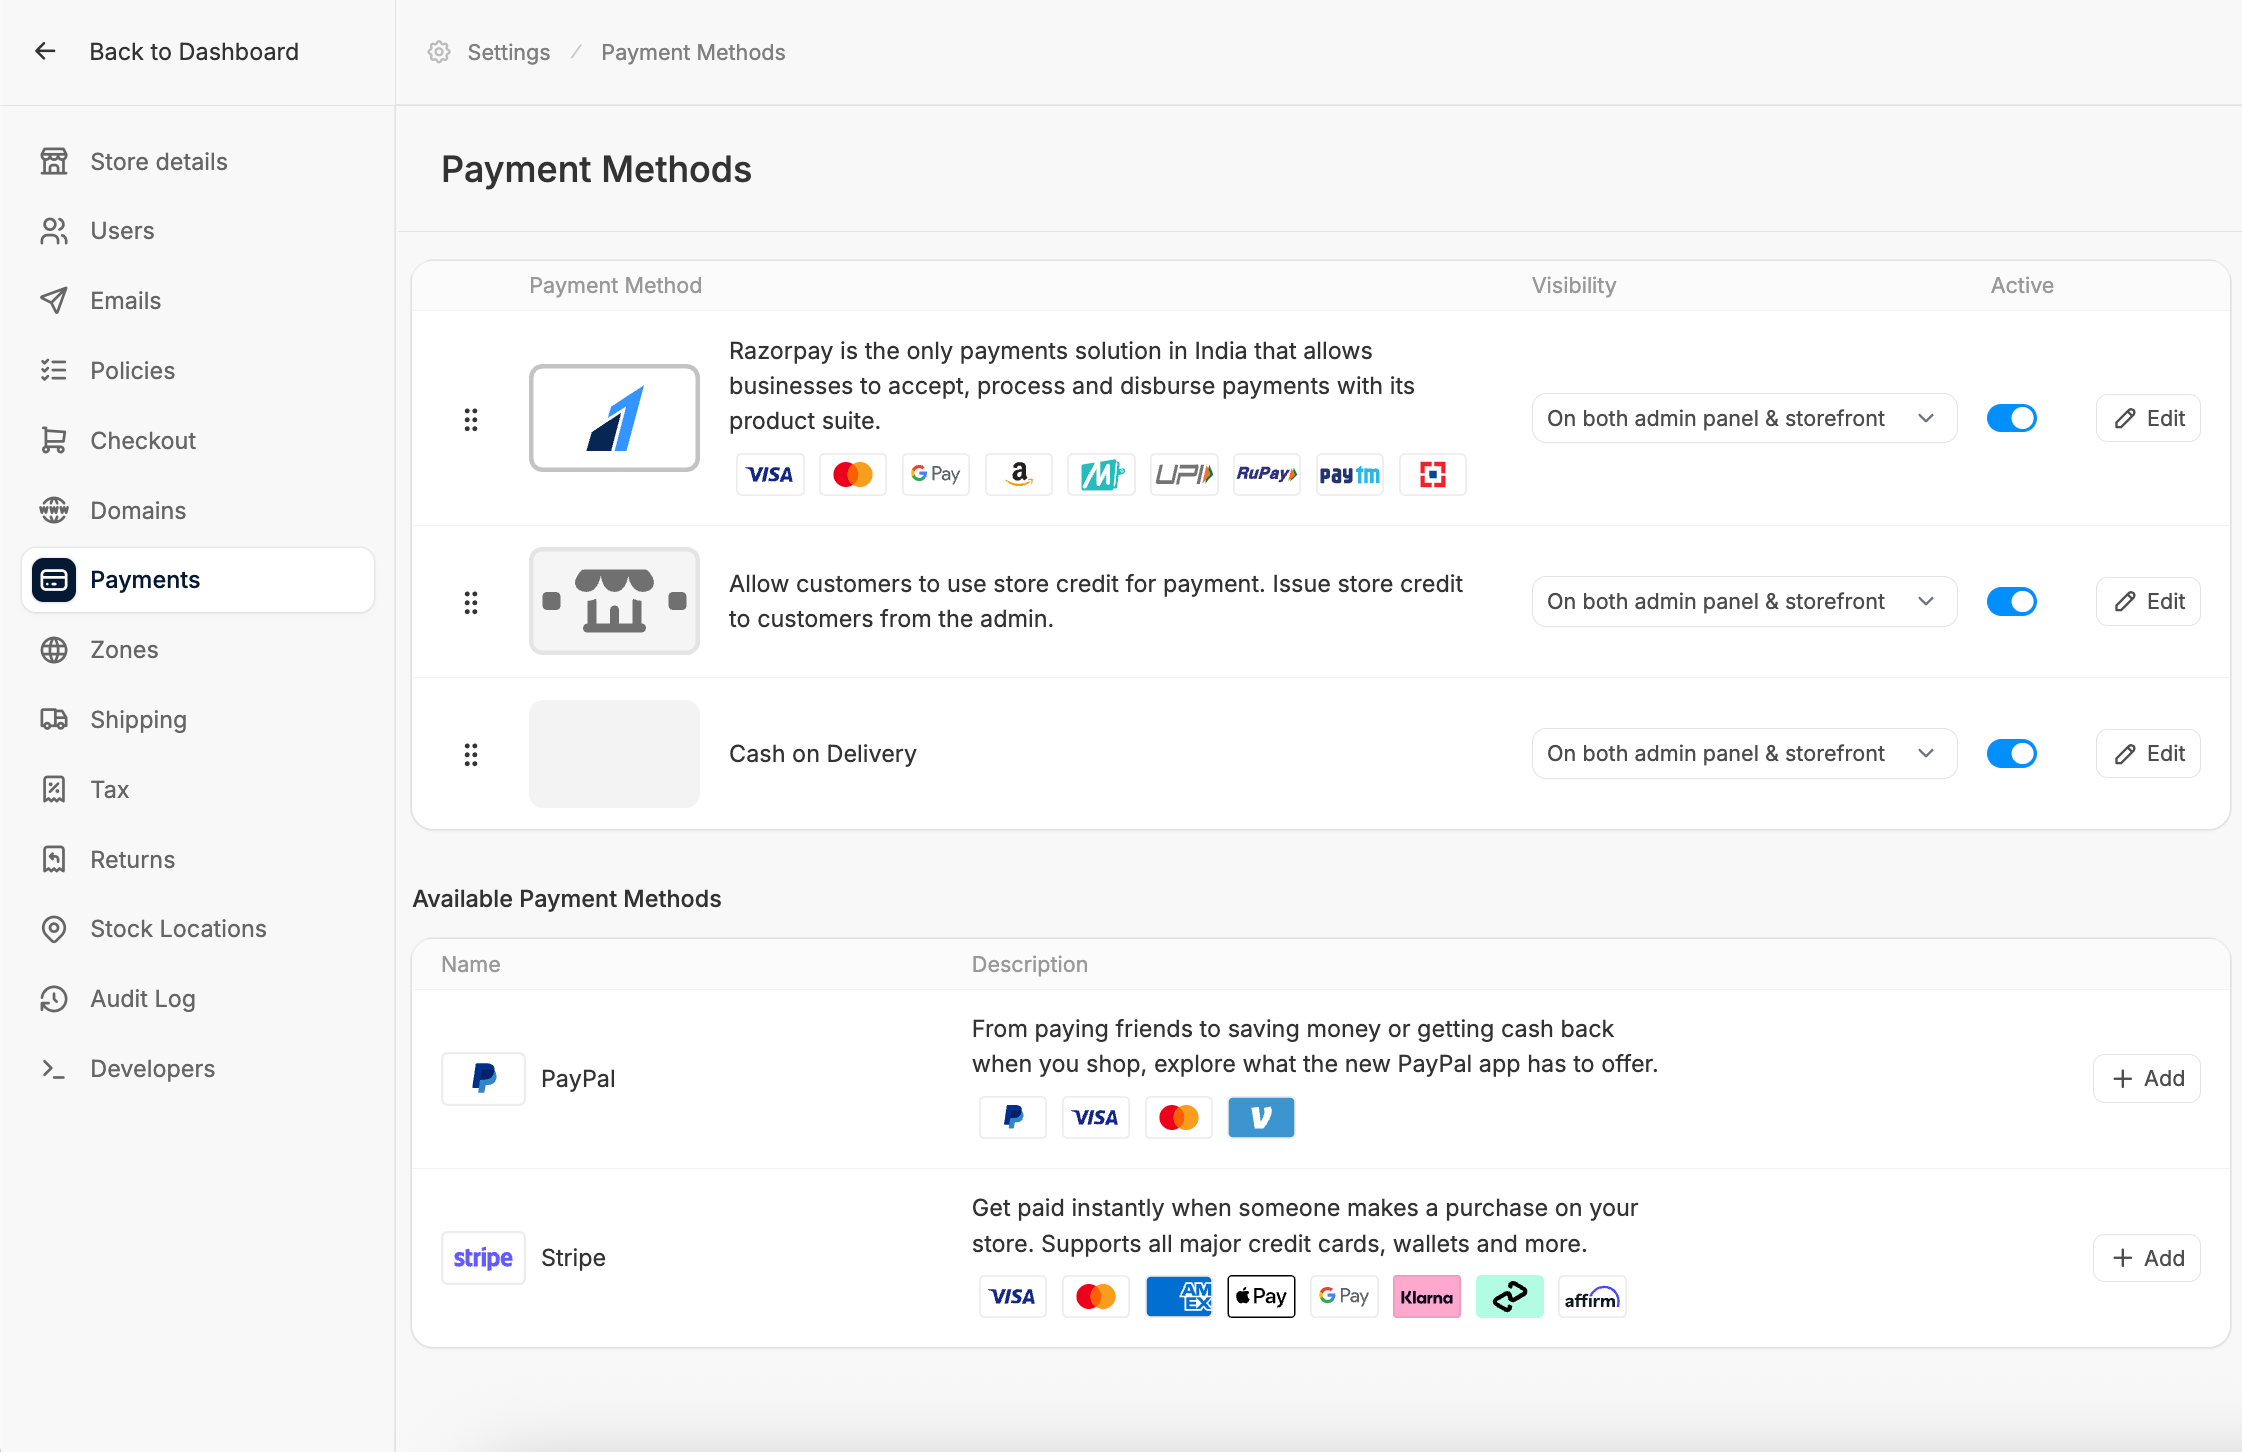 Back to Dashboard
Settings / Payment Methods
Store details
Users
Emails
Policies
Checkout
Domains
Payments
Zones
Shipping
Tax
Returns
Stock Locations
Audit Log
Developers
Payment Methods
Payment Method Visibility Active
Razorpay is the only payments solution in India that allows
businesses to accept, process and disburse payments with its
product suite.
VISA G Pay a UPI RuPay paytm
On both admin panel & storefront Edit
Allow customers to use store credit for payment. Issue store credit
to customers from the admin.
On both admin panel & storefront Edit
Cash on Delivery On both admin panel & storefront Edit
Available Payment Methods
Name Description
PayPal
From paying friends to saving money or getting cash back
when you shop, explore what the new PayPal app has to offer.
VISA
+ Add
stripe Stripe
Get paid instantly when someone makes a purchase on your
store. Supports all major credit cards, wallets and more.
VISA AMEX Pay G Pay Klarna affirm
+ Add